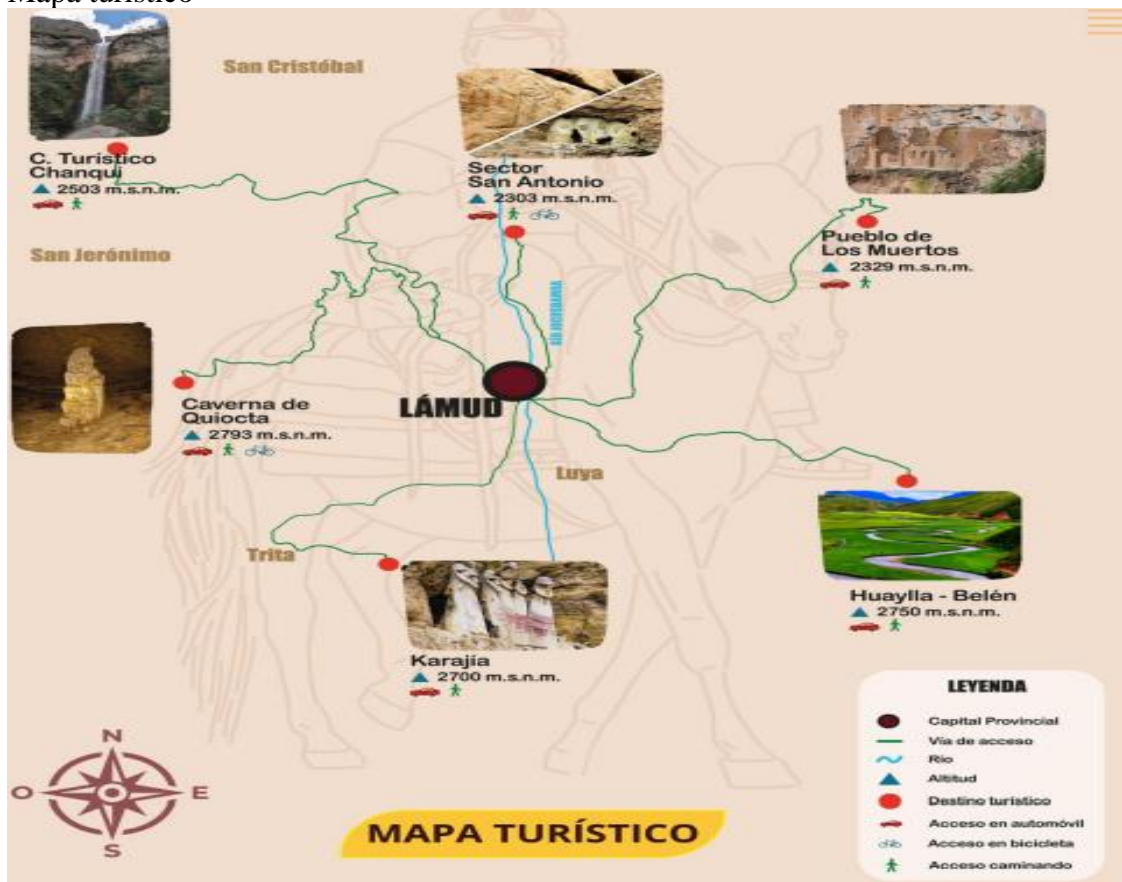 Mapa turístico
San Cristóbal
C. Turístico
Chanqui
2503 m.s.n.m.
Sector
San Antonio
2303 m.s.n.m.
Pueblo de
Los Muertos
2329 m.s.n.m.
San Jerónimo
Caverna de
Quiocta
2793 m.s.n.m.
LÁMUD
Luya
Trita
Karajía
2700 m.s.n.m.
Huaylla - Belén
2750 m.s.n.m.
LEYENDA
Capital Provincial
Vía de acceso
Río
Altitud
Destino turístico
Acceso en automóvil
Acceso en bicicleta
Acceso caminando
N
O
E
S
MAPA TURÍSTICO